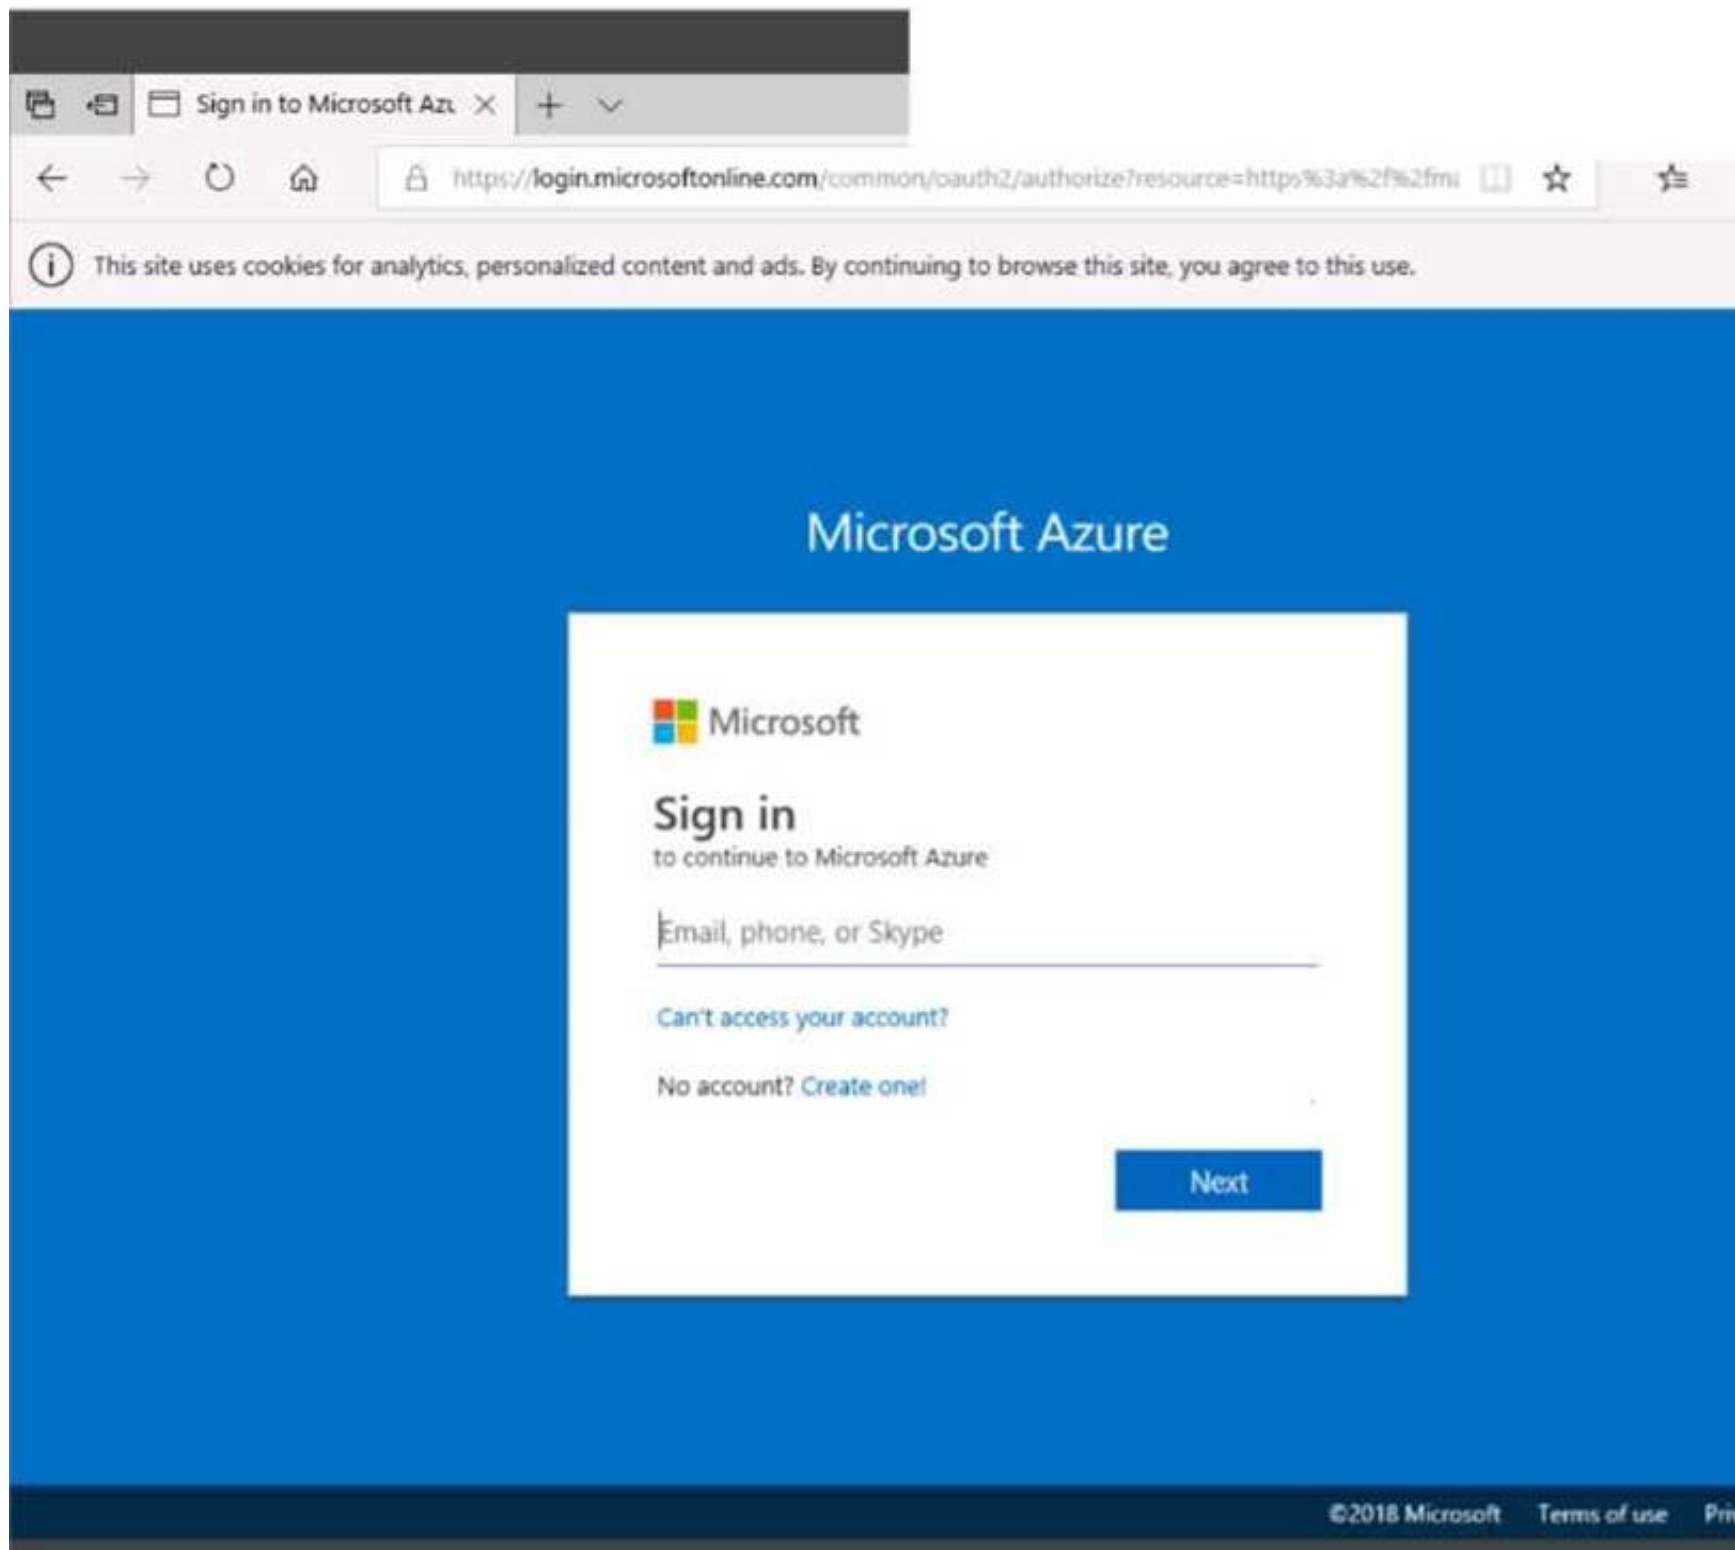 Sign in to Microsoft Azu
https://login.microsoftonline.com/common/oauth2/authorize?resource=https%3a%2f%2fma
This site uses cookies for analytics, personalized content and ads. By continuing to browse this site, you agree to this use.
Microsoft Azure
Microsoft
Sign in
to continue to Microsoft Azure
Email, phone, or Skype
Can't access your account?
No account? Create one!
Next
©2018 Microsoft Terms of use Priv